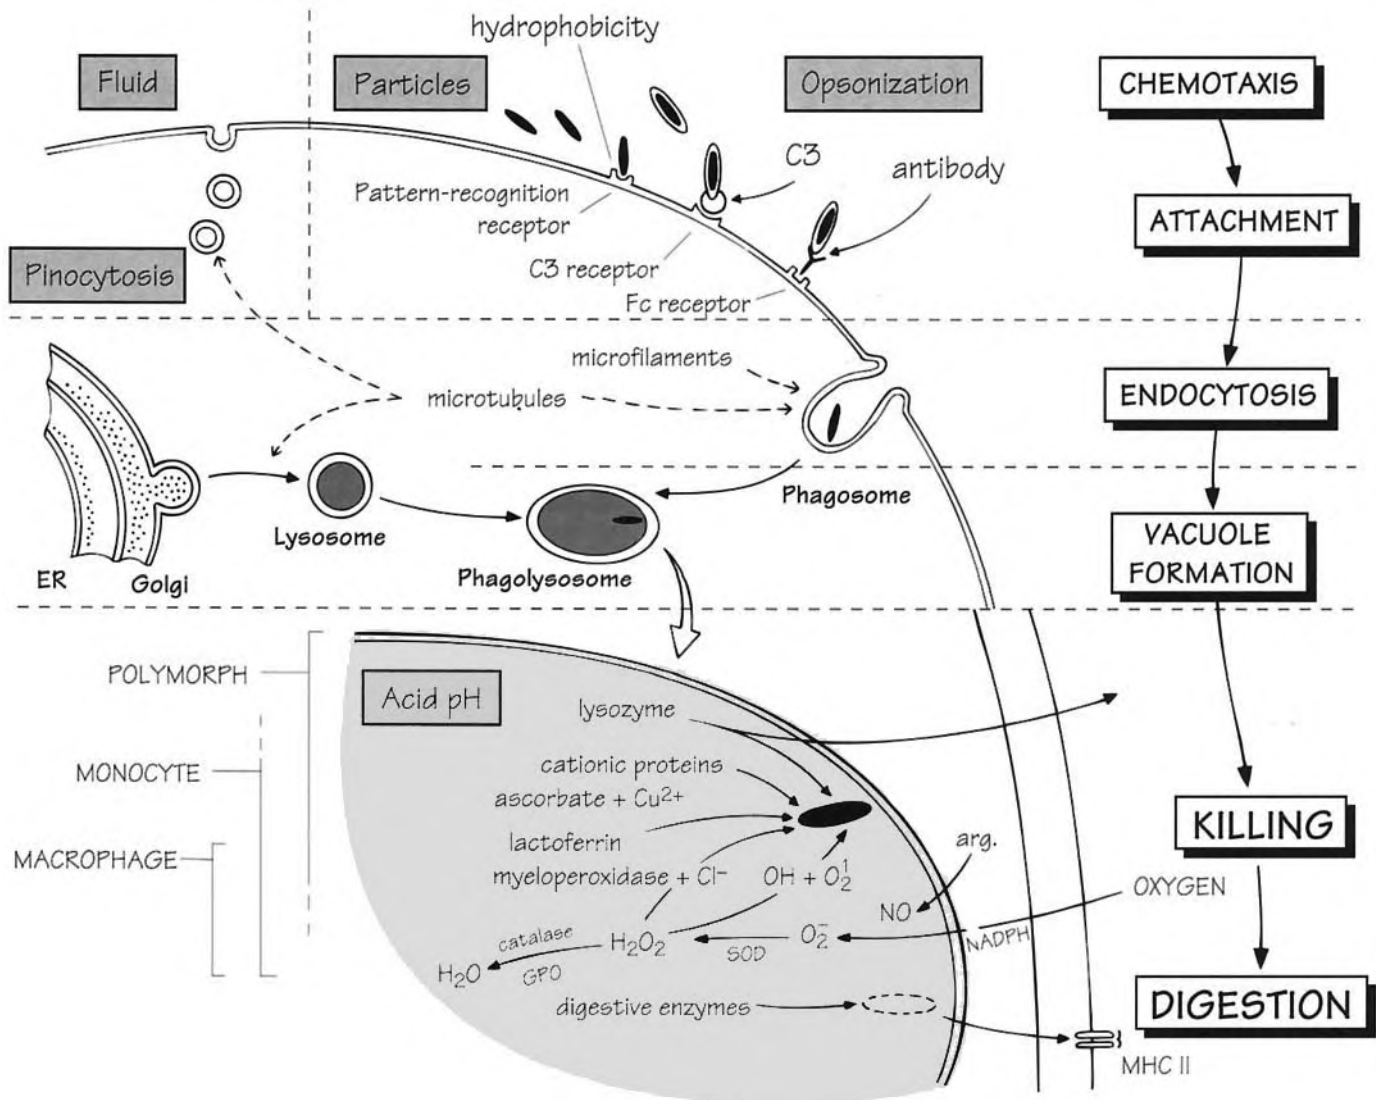 hydrophobicity
Fluid
Particles
Opsonization
CHEMOTAXIS
C3
antibody
Pattern-recognition
receptor
ATTACHMENT
Pinocytosis
C3 receptor
Fc receptor
microfilaments
microtubules
ENDOCYTOSIS
Phagosome
Lysosome
VACUOLE
FORMATION
ER
Golgi
Phagolysosome
POLYMORPH
Acid pH
lysozyme
MONOCYTE
cationic proteins
ascorbate + Cu2+
KILLING
MACROPHAGE
lactoferrin
arg.
myeloperoxidase + Cl−
OH + O₂¹
OXYGEN
NO
catalase
H₂O₂
SOD
O₂⁻
NADPH
H₂O
GPO
digestive enzymes
DIGESTION
MHC II